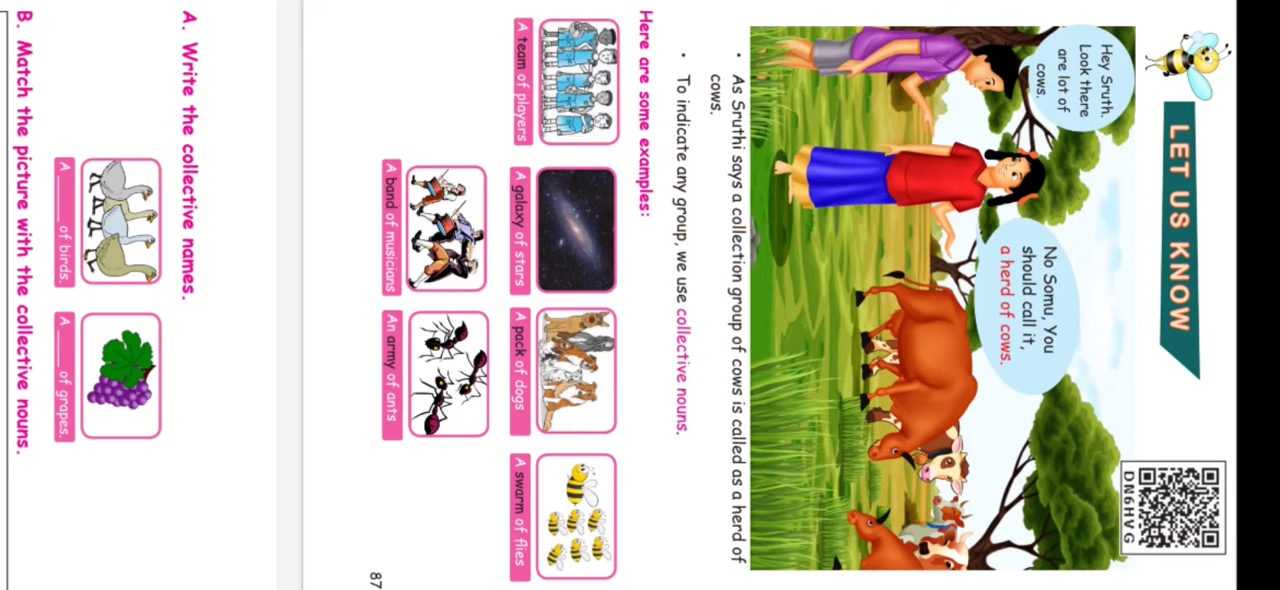 LET US KNOW
DN6HVG
Hey Sruth.
Look there
are lot of
cows.
No Somu, You
should call it,
a herd of cows.
• As Sruthi says a collection group of cows is called as a herd of
cows.
• To indicate any group, we use collective nouns.
Here are some examples:
A team of players
A galaxy of stars
A pack of dogs
A swarm of flies
A band of musicians
An army of ants
87
A. Write the collective names.
A ______ of birds.
A ______ of grapes.
B. Match the picture with the collective nouns.